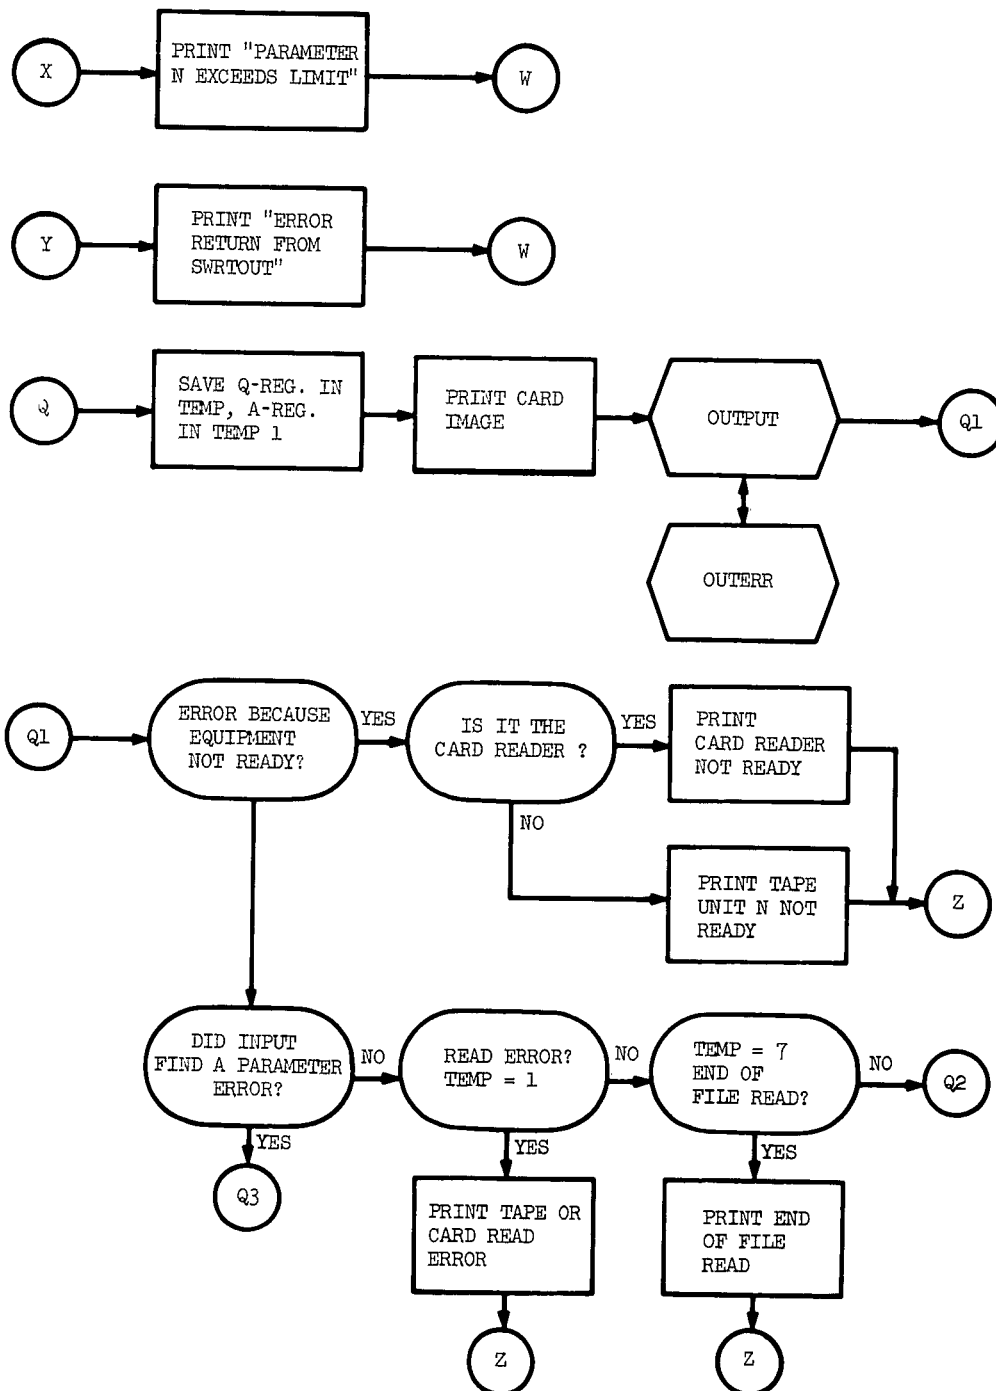 X
PRINT "PARAMETER
N EXCEEDS LIMIT"
W
Y
PRINT "ERROR
RETURN FROM
SWRTOUT"
W
Q
SAVE Q-REG. IN
TEMP, A-REG.
IN TEMP 1
PRINT CARD
IMAGE
OUTPUT
Q1
OUTERR
Q1
ERROR BECAUSE
EQUIPMENT
NOT READY?
YES
IS IT THE
CARD READER ?
YES
PRINT
CARD READER
NOT READY
NO
PRINT TAPE
UNIT N NOT
READY
Z
DID INPUT
FIND A PARAMETER
ERROR?
NO
READ ERROR?
TEMP = 1
NO
TEMP = 7
END OF
FILE READ?
NO
Q2
YES
Q3
YES
PRINT TAPE OR
CARD READ
ERROR
Z
YES
PRINT END
OF FILE
READ
Z